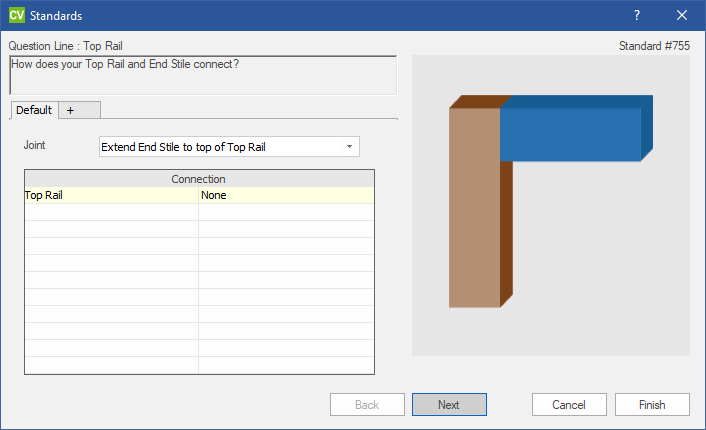 CV Standards
Question Line : Top Rail
Standard #755
How does your Top Rail and End Stile connect?
Default +
Joint
Extend End Stile to top of Top Rail
Connection
Top Rail None
Back Next Cancel Finish